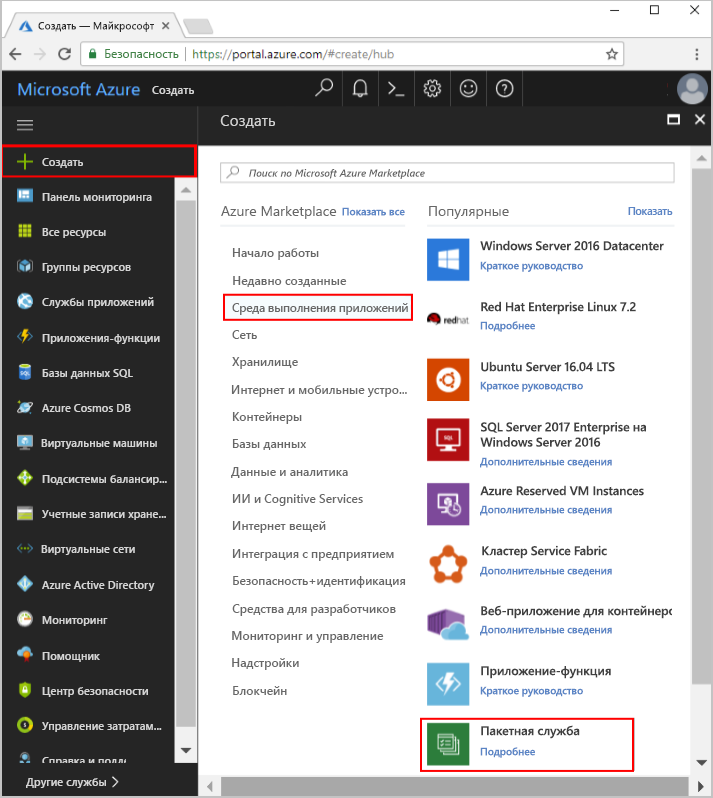 Создать — Майкрософт
Безопасность
https://portal.azure.com/#create/hub
Microsoft Azure Создать
Создать
Создать
Панель мониторинга
Все ресурсы
Группы ресурсов
Службы приложений
Приложения-функции
Базы данных SQL
Azure Cosmos DB
Виртуальные машины
Подсистемы балансир...
Учетные записи хране...
Виртуальные сети
Azure Active Directory
Мониторинг
Помощник
Центр безопасности
Управление затратам...
Справка и подд
Другие службы
Поиск по Microsoft Azure Marketplace
Azure Marketplace Показать все
Начало работы
Недавно созданные
Среда выполнения приложений
Сеть
Хранилище
Интернет и мобильные устро...
Контейнеры
Базы данных
Данные и аналитика
ИИ и Cognitive Services
Интернет вещей
Интеграция с предприятием
Безопасность+идентификация
Средства для разработчиков
Мониторинг и управление
Надстройки
Блокчейн
Популярные Показать
Windows Server 2016 Datacenter
Краткое руководство
redhat
Red Hat Enterprise Linux 7.2
Подробнее
Ubuntu Server 16.04 LTS
Краткое руководство
SQL
SQL Server 2017 Enterprise на
Windows Server 2016
Дополнительные сведения
Azure Reserved VM Instances
Дополнительные сведения
Кластер Service Fabric
Дополнительные сведения
Веб-приложение для контейнеро
Дополнительные сведения
Приложение-функция
Краткое руководство
Пакетная служба
Подробнее